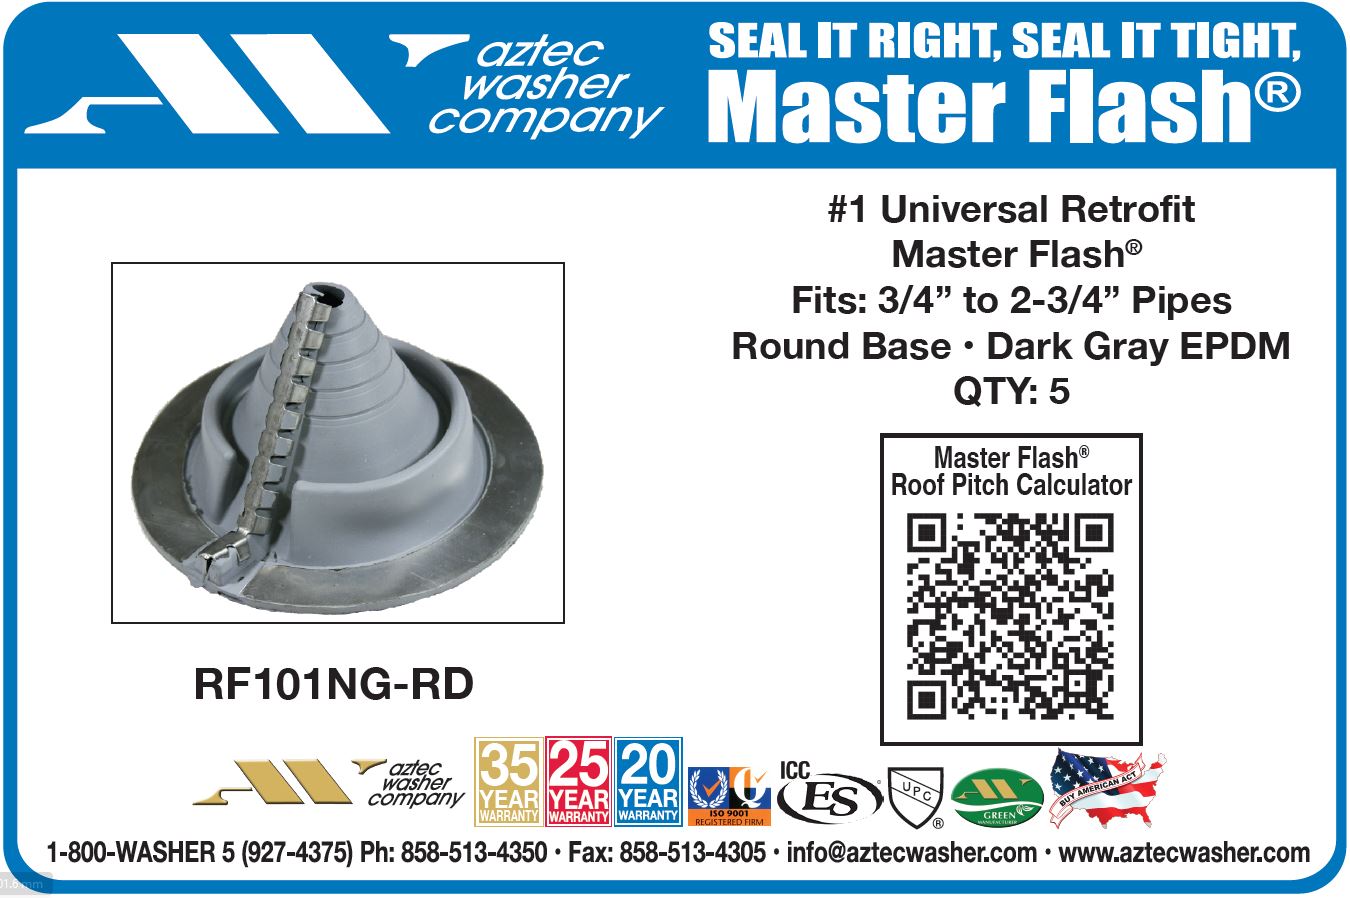 aztec
washer
company
SEAL IT RIGHT, SEAL IT TIGHT,
Master Flash®
#1 Universal Retrofit
Master Flash®
Fits: 3/4” to 2-3/4” Pipes
Round Base • Dark Gray EPDM
QTY: 5
Master Flash®
Roof Pitch Calculator
RF101NG-RD
aztec
washer
company
35
YEAR
WARRANTY
25
YEAR
WARRANTY
20
YEAR
WARRANTY
Q
ISO 9001
REGISTERED FIRM
ICC
ES
UPC
®
GREEN
MANUFACTURER
BUY AMERICAN ACT
1-800-WASHER 5 (927-4375) Ph: 858-513-4350 • Fax: 858-513-4305 • info@aztecwasher.com • www.aztecwasher.com